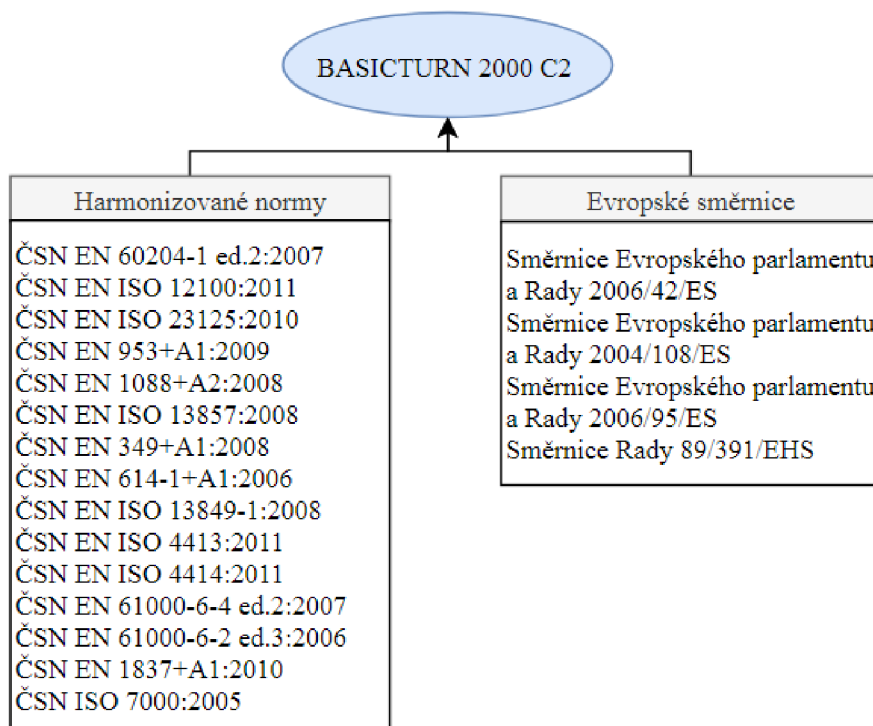 BASICTURN 2000 C2
Harmonizované normy
ČSN EN 60204-1 ed.2:2007
ČSN EN ISO 12100:2011
ČSN EN ISO 23125:2010
ČSN EN 953+A1:2009
ČSN EN 1088+A2:2008
ČSN EN ISO 13857:2008
ČSN EN 349+A1:2008
ČSN EN 614-1+A1:2006
ČSN EN ISO 13849-1:2008
ČSN EN ISO 4413:2011
ČSN EN ISO 4414:2011
ČSN EN 61000-6-4 ed.2:2007
ČSN EN 61000-6-2 ed.3:2006
ČSN EN 1837+A1:2010
ČSN ISO 7000:2005
Evropské směrnice
Směrnice Evropského parlamentu
a Rady 2006/42/ES
Směrnice Evropského parlamentu
a Rady 2004/108/ES
Směrnice Evropského parlamentu
a Rady 2006/95/ES
Směrnice Rady 89/391/EHS